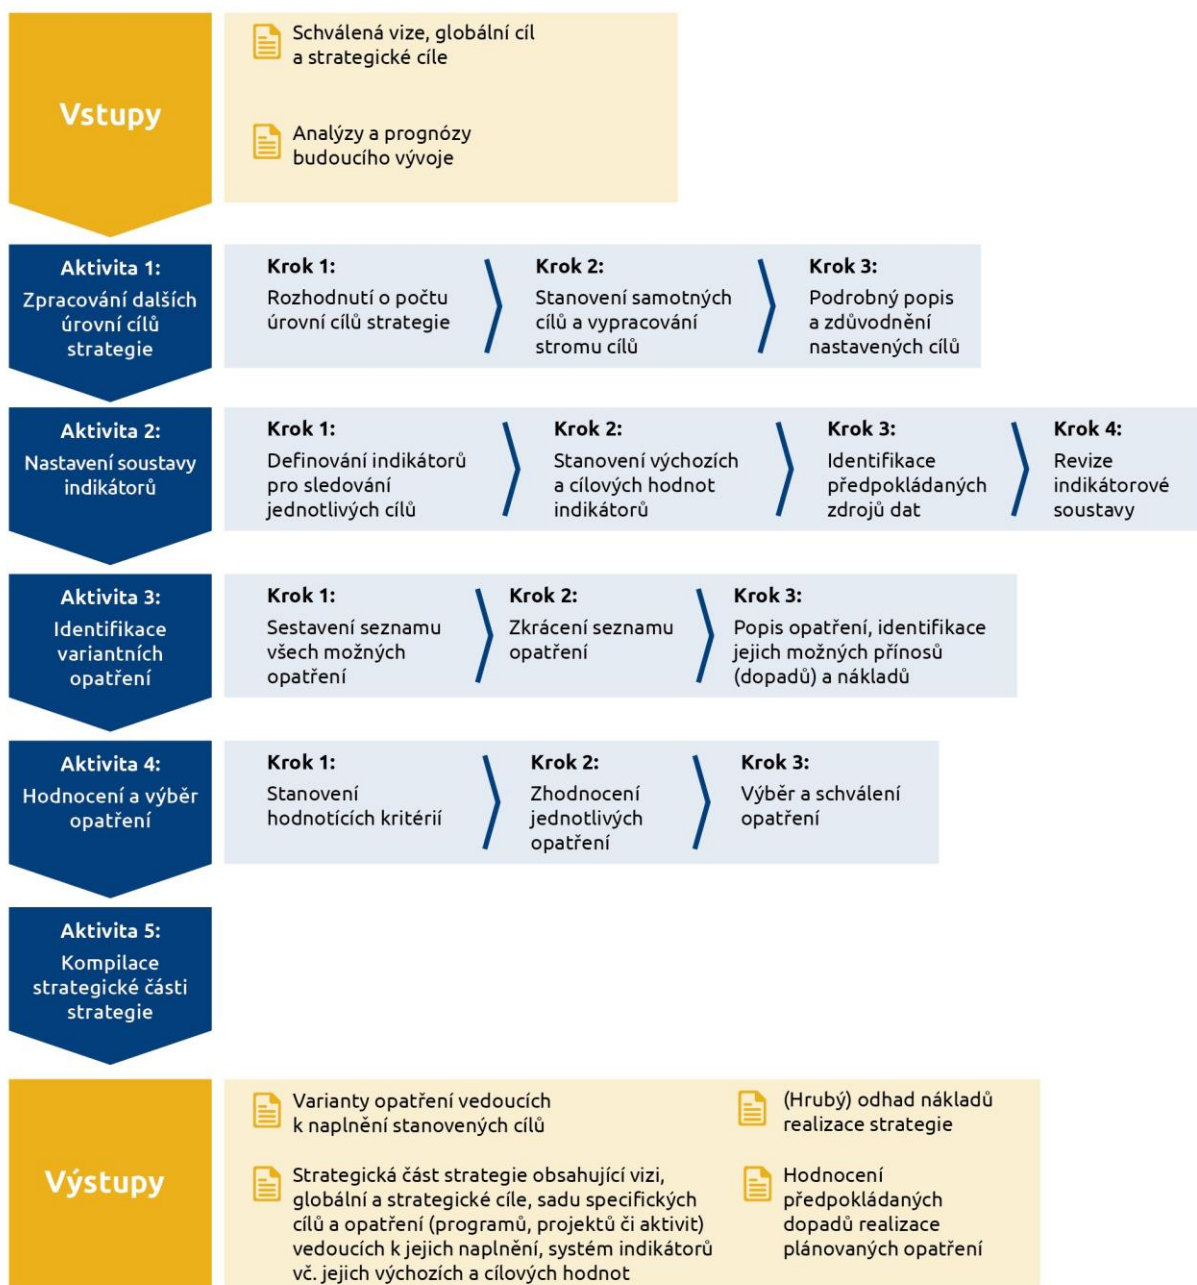 Vstupy
Schválená vize, globální cíl
a strategické cíle
Analýzy a prognózy
budoucího vývoje
Aktivita 1:
Zpracování dalších
úrovní cílů
strategie
Krok 1:
Rozhodnutí o počtu
úrovní cílů strategie
Krok 2:
Stanovení samotných
cílů a vypracování
stromu cílů
Krok 3:
Podrobný popis
a zdůvodnění
nastavených cílů
Aktivita 2:
Nastavení soustavy
indikátorů
Krok 1:
Definování indikátorů
pro sledování
jednotlivých cílů
Krok 2:
Stanovení výchozích
a cílových hodnot
indikátorů
Krok 3:
Identifikace
předpokládaných
zdrojů dat
Krok 4:
Revize
indikátorové
soustavy
Aktivita 3:
Identifikace
variantních
opatření
Krok 1:
Sestavení seznamu
všech možných
opatření
Krok 2:
Zkrácení seznamu
opatření
Krok 3:
Popis opatření, identifikace
jejich možných přínosů
(dopadů) a nákladů
Aktivita 4:
Hodnocení a výběr
opatření
Krok 1:
Stanovení
hodnotících kritérií
Krok 2:
Zhodnocení
jednotlivých
opatření
Krok 3:
Výběr a schválení
opatření
Aktivita 5:
Kompilace
strategické části
strategie
Výstupy
Varianty opatření vedoucích
k naplnění stanovených cílů
Strategická část strategie obsahující vizi,
globální a strategické cíle, sadu specifických
cílů a opatření (programů, projektů či aktivit)
vedoucích k jejich naplnění, systém indikátorů
vč. jejich výchozích a cílových hodnot
(Hrubý) odhad nákladů
realizace strategie
Hodnocení
předpokládaných
dopadů realizace
plánovaných opatření